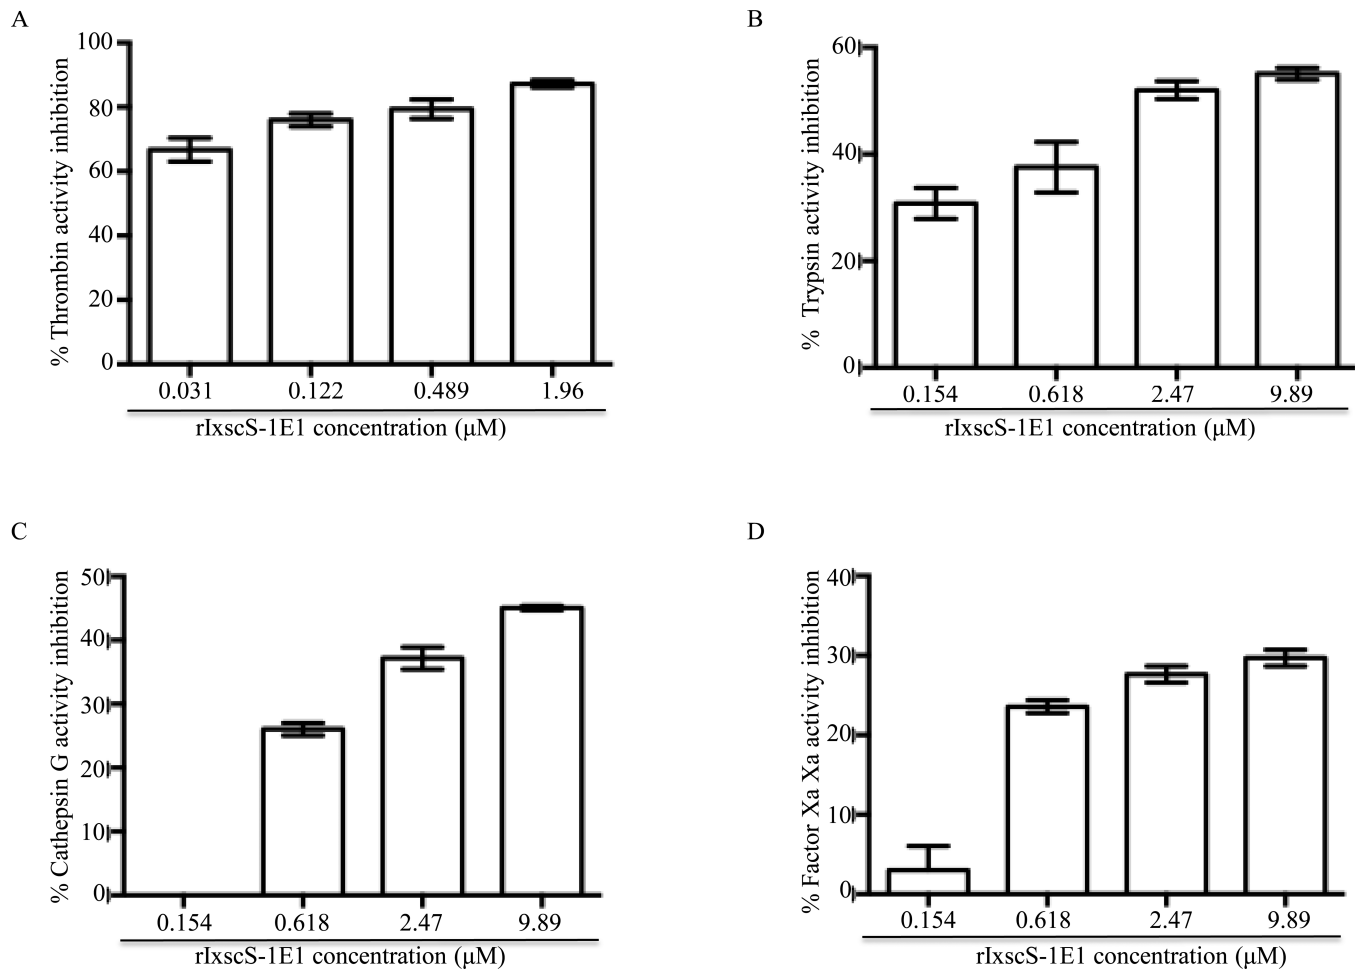 A
% Thrombin activity inhibition
100
80
60
40
20
0
0.031 0.122 0.489 1.96
rIxscS-1E1 concentration (μM)
B
% Trypsin activity inhibition
60
40
20
0
0.154 0.618 2.47 9.89
rIxscS-1E1 concentration (μM)
C
% Cathepsin G activity inhibition
50
40
30
20
10
0
0.154 0.618 2.47 9.89
rIxscS-1E1 concentration (μM)
D
% Factor Xa Xa activity inhibition
40
30
20
10
0
0.154 0.618 2.47 9.89
rIxscS-1E1 concentration (μM)